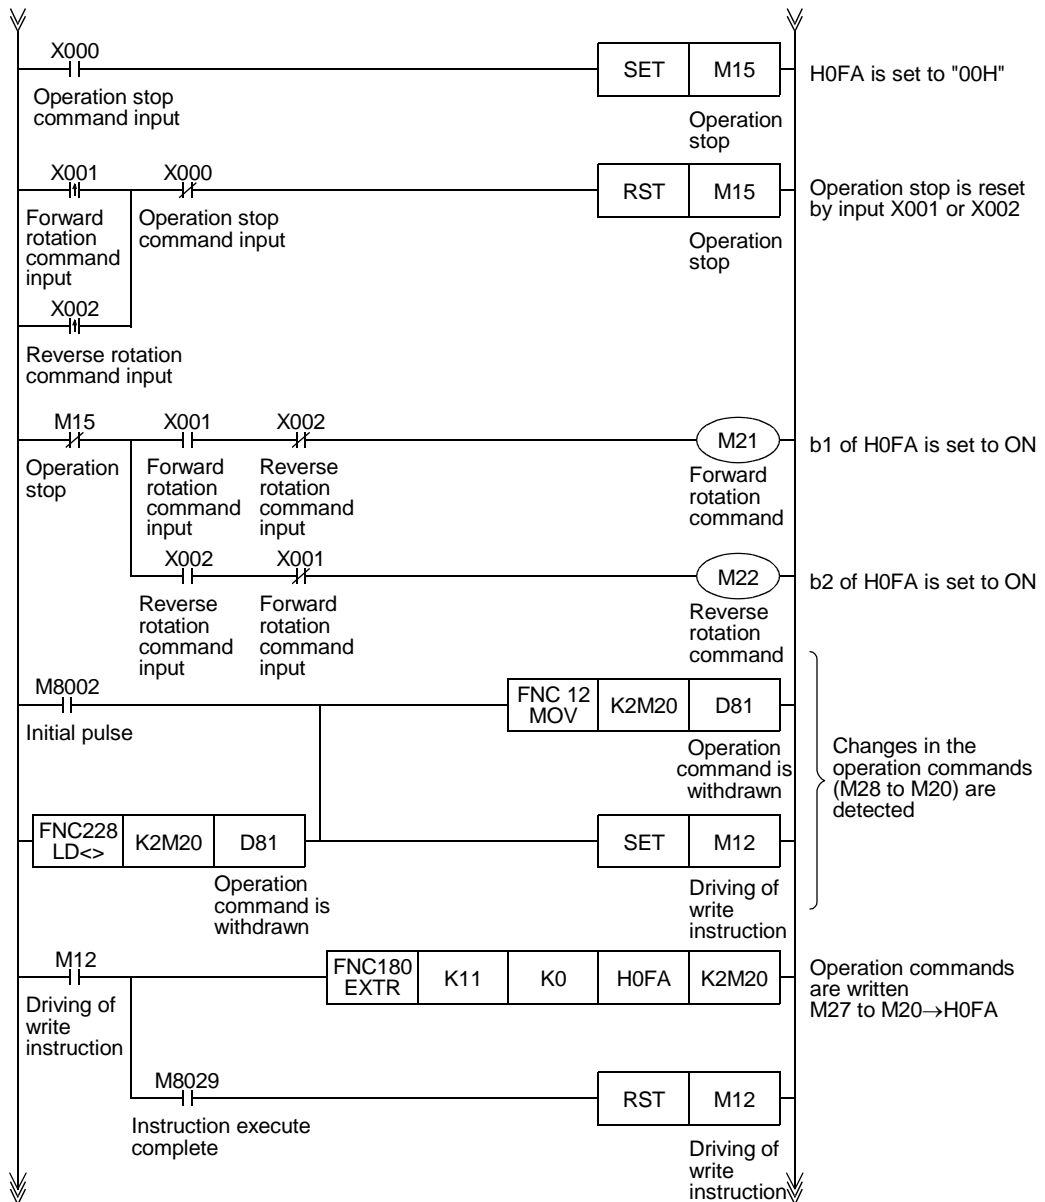 X000
SET M15
H0FA is set to "00H"
Operation stop
command input
Operation
stop
X001 X000
RST M15
Operation stop is reset
by input X001 or X002
Forward
rotation
command
input
Operation stop
command input
Operation
stop
X002
Reverse rotation
command input
M15 X001 X002
M21
b1 of H0FA is set to ON
Operation
stop
Forward
rotation
command
input
Reverse
rotation
command
input
Forward
rotation
command
X002 X001
M22
b2 of H0FA is set to ON
Reverse
rotation
command
input
Forward
rotation
command
input
Reverse
rotation
command
M8002
FNC 12
MOV
K2M20 D81
Initial pulse
Operation
command is
withdrawn
Changes in the
operation commands
(M28 to M20) are
detected
FNC228
LD<>
K2M20 D81
SET M12
Operation
command is
withdrawn
Driving of
write
instruction
M12
FNC180
EXTR
K11 K0 H0FA K2M20
Operation commands
are written
M27 to M20→H0FA
Driving of
write
instruction
M8029
RST M12
Instruction execute
complete
Driving of
write
instruction